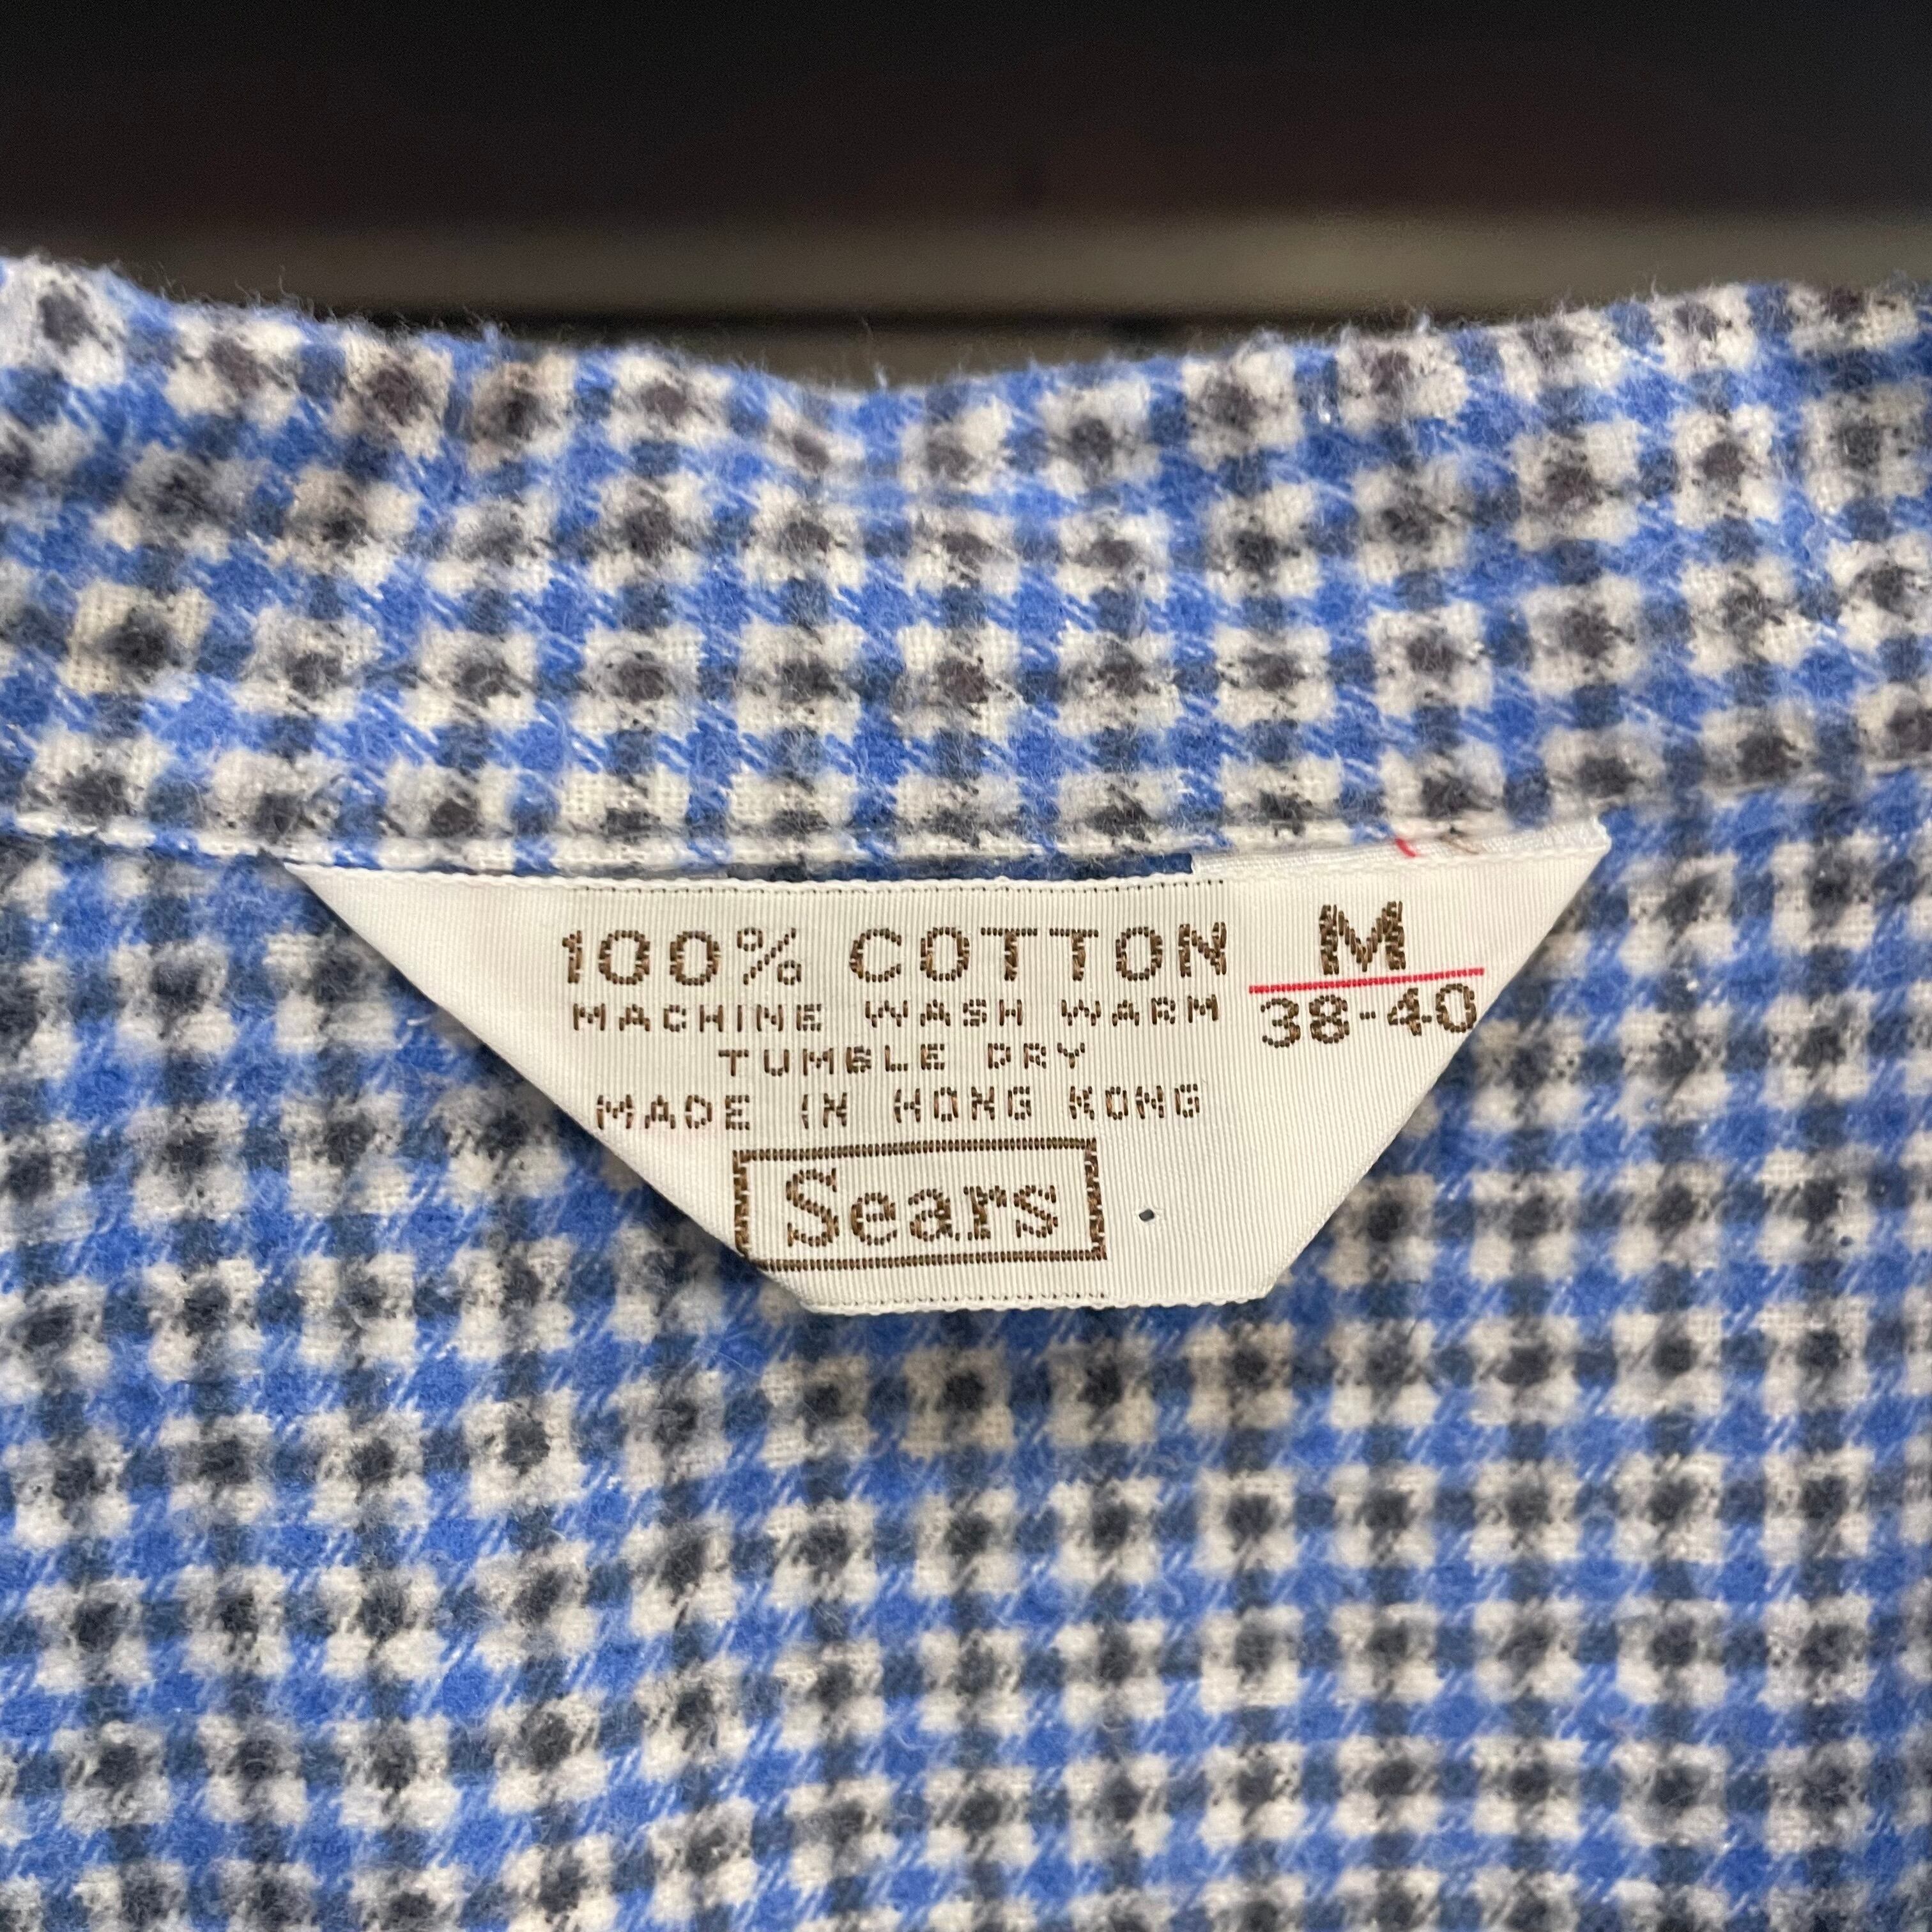 100% COTTON
MACHINE WASH WARM
TUMBLE DRY
MADE IN HONG KONG
Sears
M
38-40